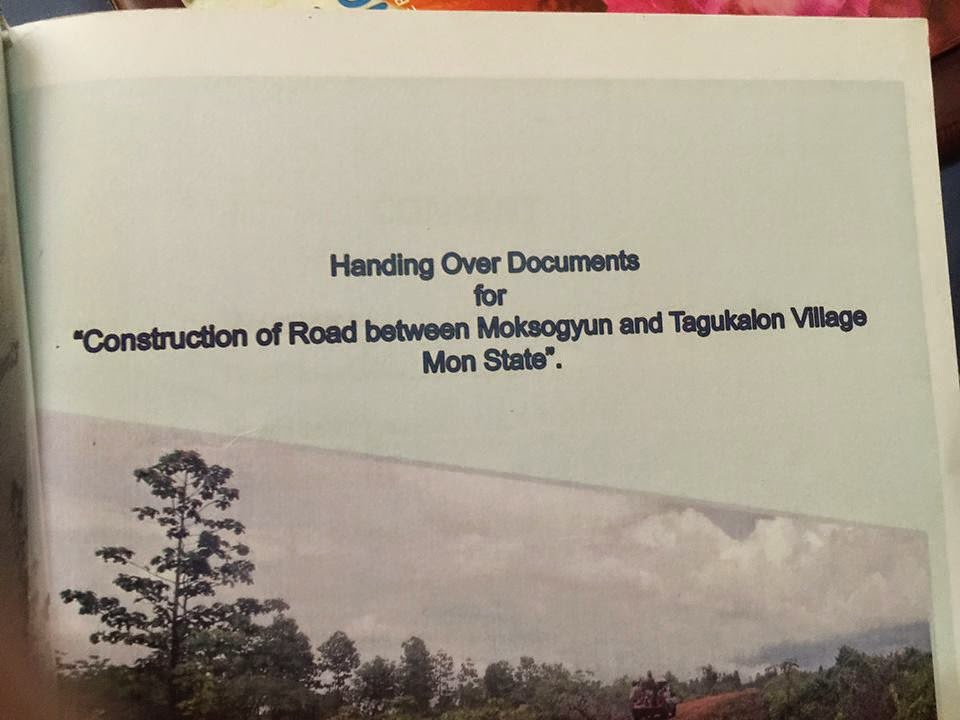 Handing Over Documents
for
“Construction of Road between Moksogyun and Tagukalon Village
Mon State”.